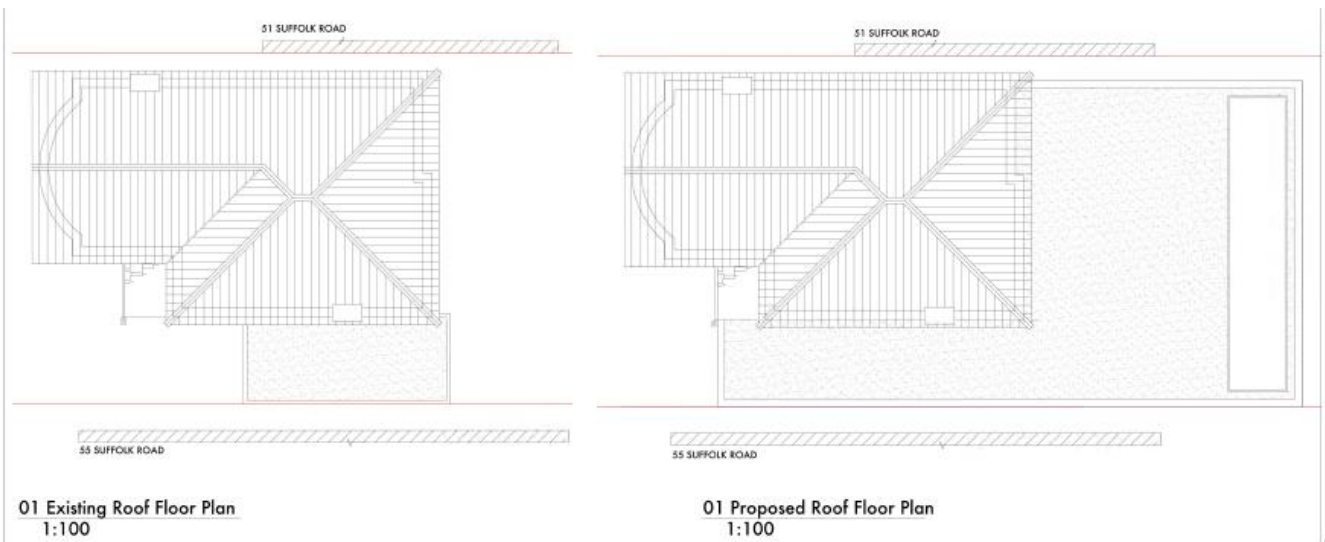 51 SUFFOLK ROAD
55 SUFFOLK ROAD
01 Existing Roof Floor Plan
1:100
51 SUFFOLK ROAD
55 SUFFOLK ROAD
01 Proposed Roof Floor Plan
1:100